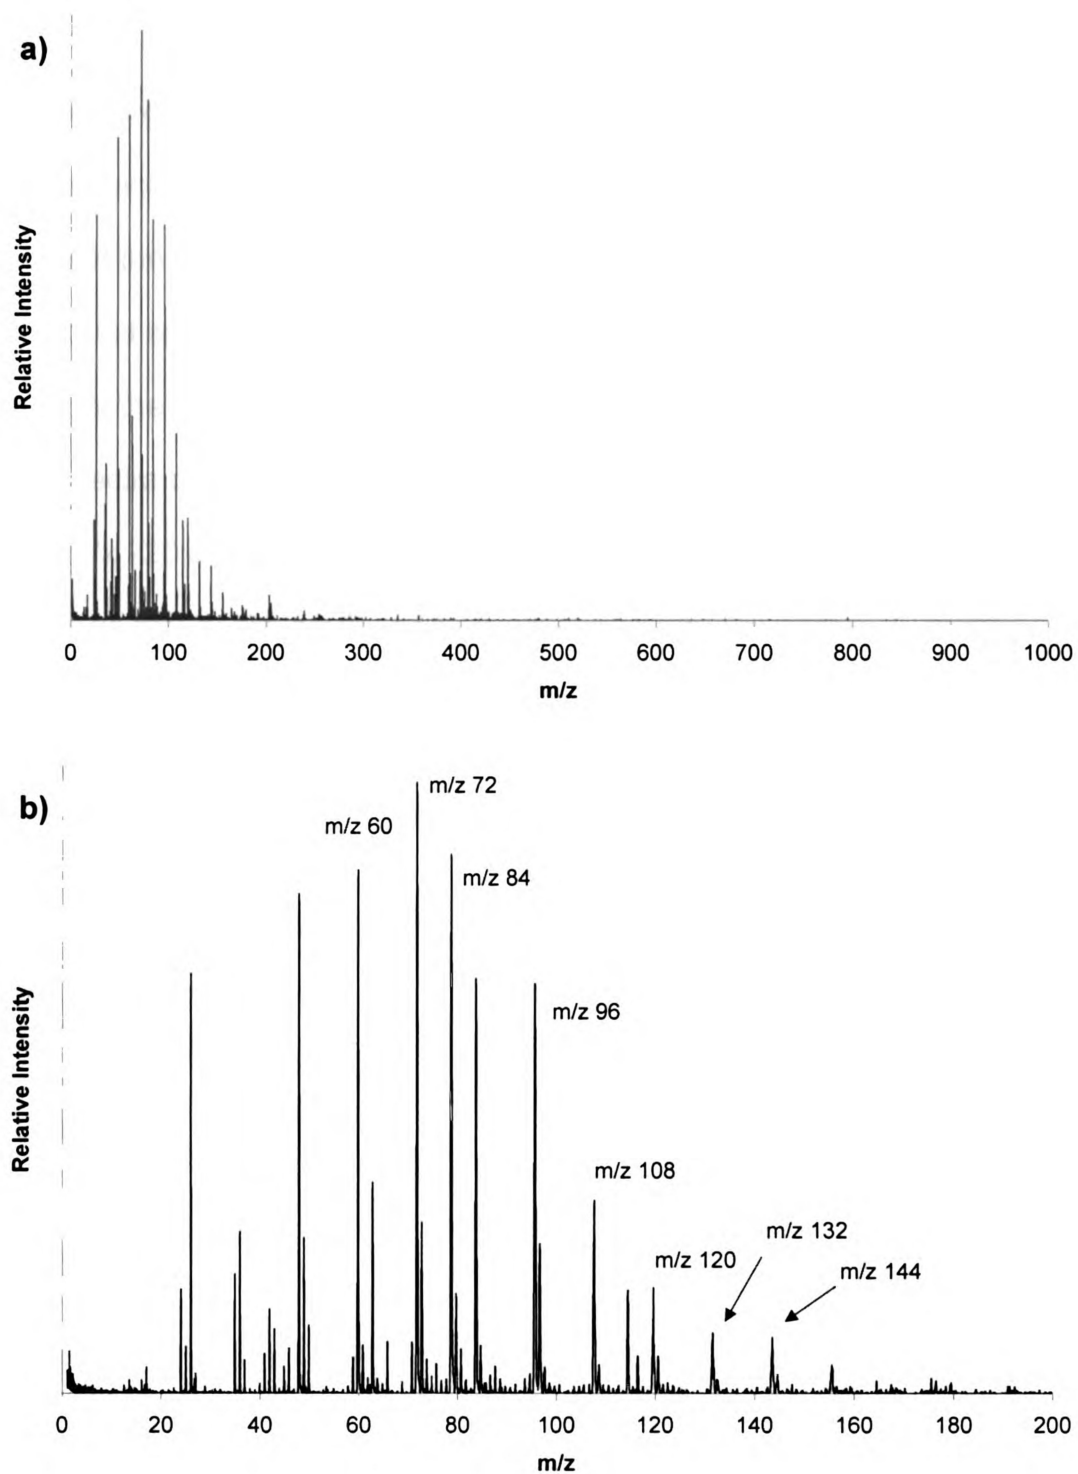 a)
Relative Intensity
0 100 200 300 400 500 600 700 800 900 1000
m/z
b)
m/z 72
m/z 60
m/z 84
m/z 96
Relative Intensity
m/z 108
m/z 132
m/z 120
m/z 144
0 20 40 60 80 100 120 140 160 180 200
m/z